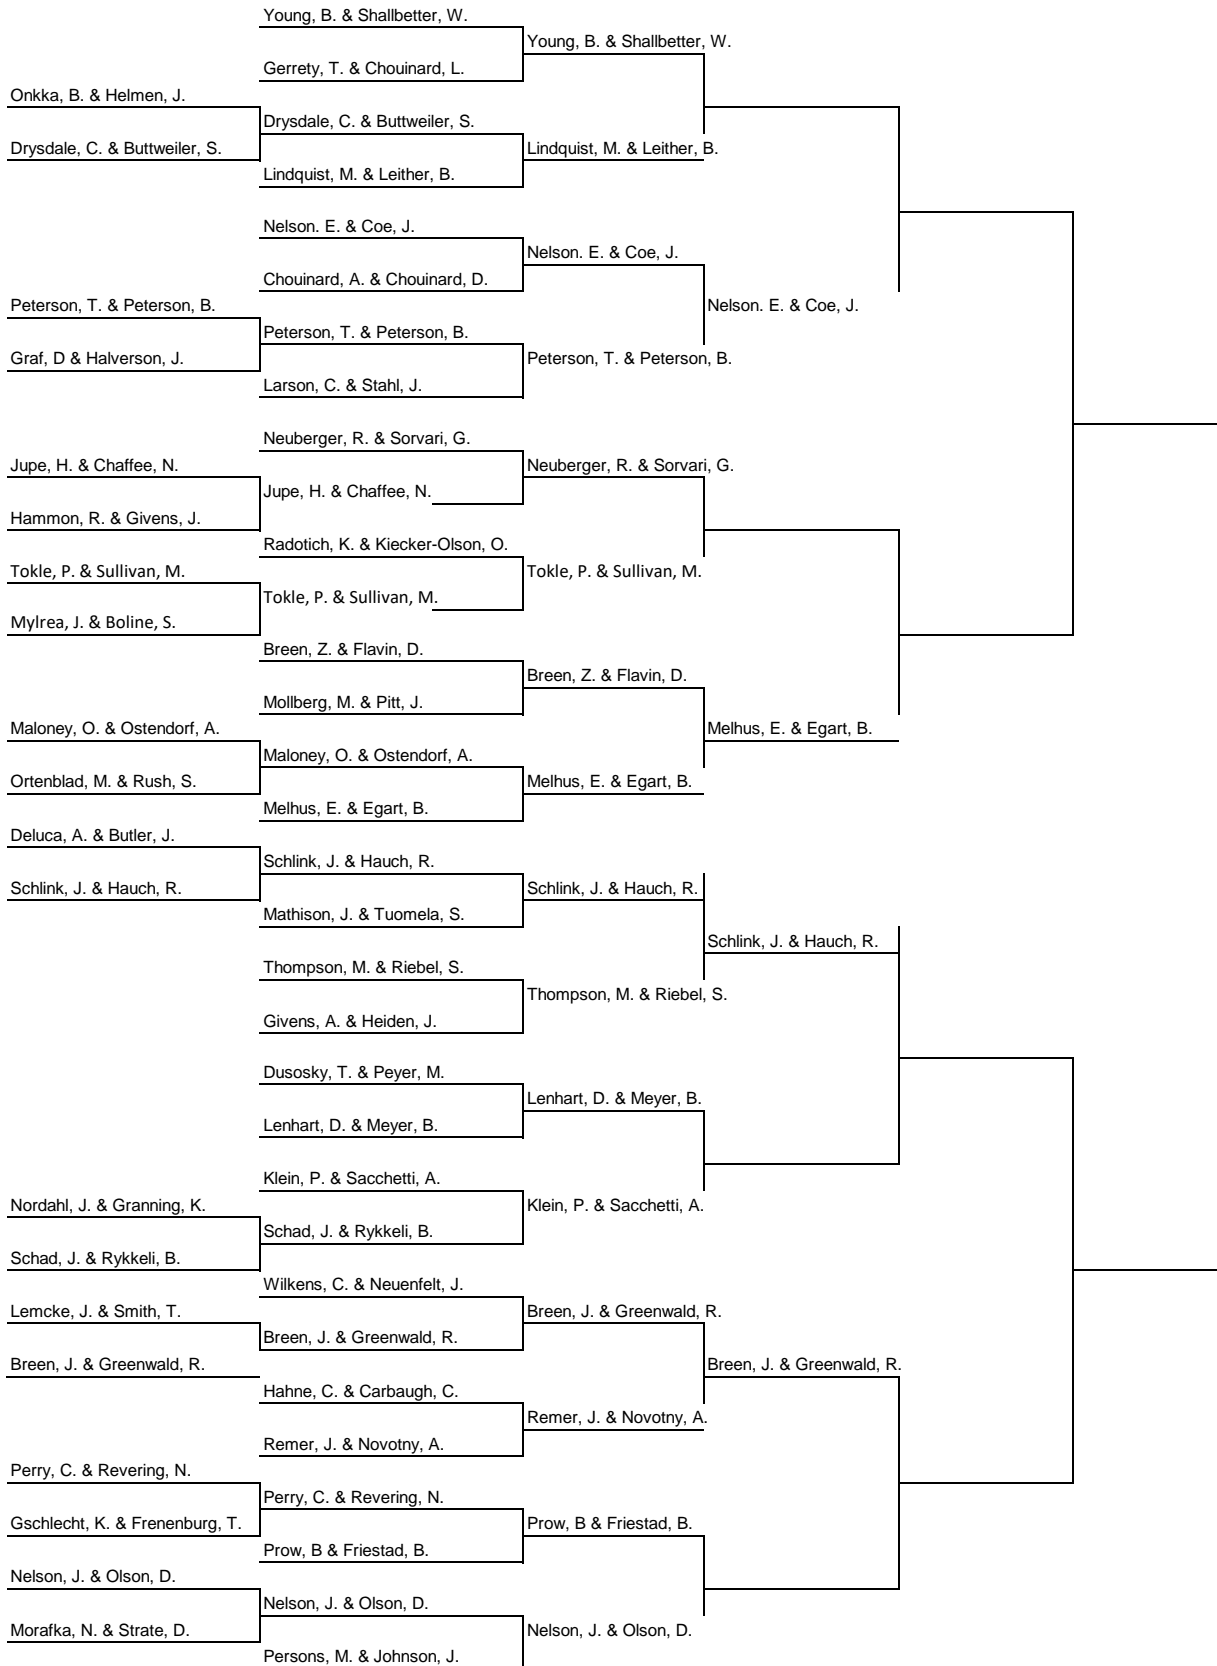 Young, B. & Shallbetter, W.
Young, B. & Shallbetter, W.
Gerrety, T. & Chouinard, L.
Onkka, B. & Helmen, J.
Drysdale, C. & Buttweiler, S.
Drysdale, C. & Buttweiler, S.
Lindquist, M. & Leither, B.
Lindquist, M. & Leither, B.
Nelson. E. & Coe, J.
Nelson. E. & Coe, J.
Chouinard, A. & Chouinard, D.
Peterson, T. & Peterson, B.
Nelson. E. & Coe, J.
Peterson, T. & Peterson, B.
Graf, D & Halverson, J.
Peterson, T. & Peterson, B.
Larson, C. & Stahl, J.
Neuberger, R. & Sorvari, G.
Jupe, H. & Chaffee, N.
Neuberger, R. & Sorvari, G.
Jupe, H. & Chaffee, N.
Hammon, R. & Givens, J.
Radotich, K. & Kiecker-Olson, O.
Tokle, P. & Sullivan, M.
Tokle, P. & Sullivan, M.
Tokle, P. & Sullivan, M.
Mylrea, J. & Boline, S.
Breen, Z. & Flavin, D.
Breen, Z. & Flavin, D.
Mollberg, M. & Pitt, J.
Maloney, O. & Ostendorf, A.
Melhus, E. & Egart, B.
Maloney, O. & Ostendorf, A.
Ortenblad, M. & Rush, S.
Melhus, E. & Egart, B.
Melhus, E. & Egart, B.
Deluca, A. & Butler, J.
Schlink, J. & Hauch, R.
Schlink, J. & Hauch, R.
Schlink, J. & Hauch, R.
Mathison, J. & Tuomela, S.
Schlink, J. & Hauch, R.
Thompson, M. & Riebel, S.
Thompson, M. & Riebel, S.
Givens, A. & Heiden, J.
Dusosky, T. & Peyer, M.
Lenhart, D. & Meyer, B.
Lenhart, D. & Meyer, B.
Klein, P. & Sacchetti, A.
Nordahl, J. & Granning, K.
Klein, P. & Sacchetti, A.
Schad, J. & Rykkeli, B.
Schad, J. & Rykkeli, B.
Wilkens, C. & Neuenfelt, J.
Lemcke, J. & Smith, T.
Breen, J. & Greenwald, R.
Breen, J. & Greenwald, R.
Breen, J. & Greenwald, R.
Breen, J. & Greenwald, R.
Hahne, C. & Carbaugh, C.
Remer, J. & Novotny, A.
Remer, J. & Novotny, A.
Perry, C. & Revering, N.
Perry, C. & Revering, N.
Gschlecht, K. & Frenenburg, T.
Prow, B & Friestad, B.
Prow, B & Friestad, B.
Nelson, J. & Olson, D.
Nelson, J. & Olson, D.
Morafka, N. & Strate, D.
Nelson, J. & Olson, D.
Persons, M. & Johnson, J.